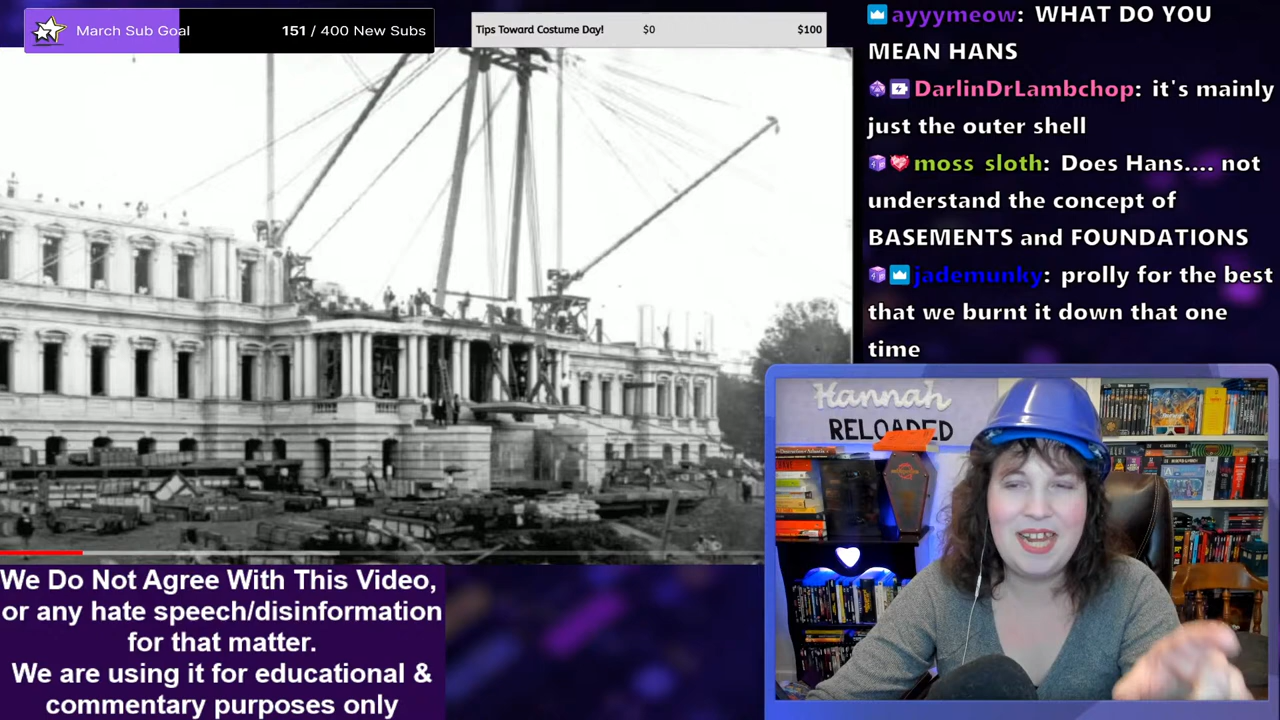 March Sub Goal
151 / 400 New Subs
Tips Toward Costume Day!
$0
$100
ayyymeow: WHAT DO YOU
MEAN HANS
DarlinDrLambchop: it's mainly
just the outer shell
moss_sloth: Does Hans.... not
understand the concept of
BASEMENTS and FOUNDATIONS
jademunky: prolly for the best
that we burnt it down that one
time
Hannah
RELOADED
We Do Not Agree With This Video,
or any hate speech/disinformation
for that matter.
We are using it for educational &
commentary purposes only